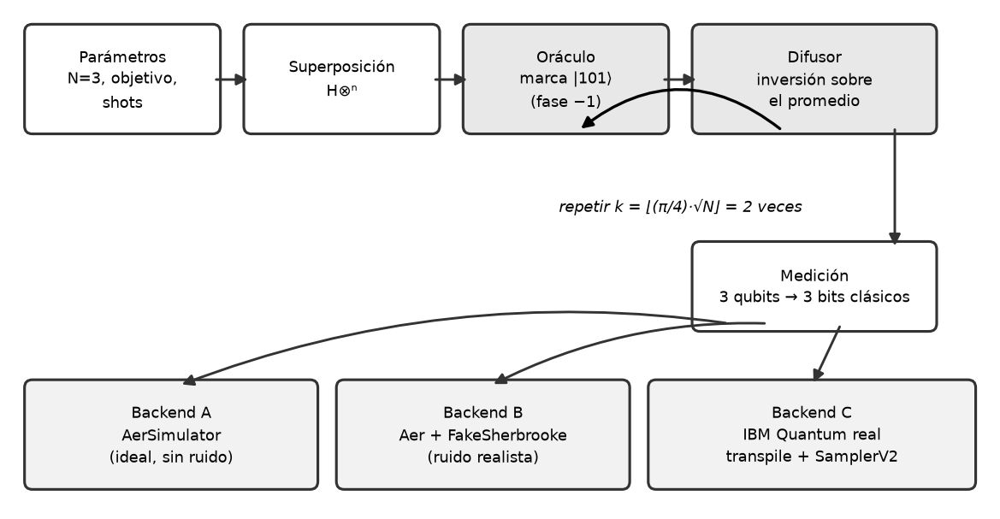 Parámetros
N=3, objetivo,
shots
Superposición
H⊗ⁿ
Oráculo
marca |101⟩
(fase −1)
Difusor
inversión sobre
el promedio
repetir k = ⌊(π/4)·√N⌋ = 2 veces
Medición
3 qubits → 3 bits clásicos
Backend A
AerSimulator
(ideal, sin ruido)
Backend B
Aer + FakeSherbrooke
(ruido realista)
Backend C
IBM Quantum real
transpile + SamplerV2